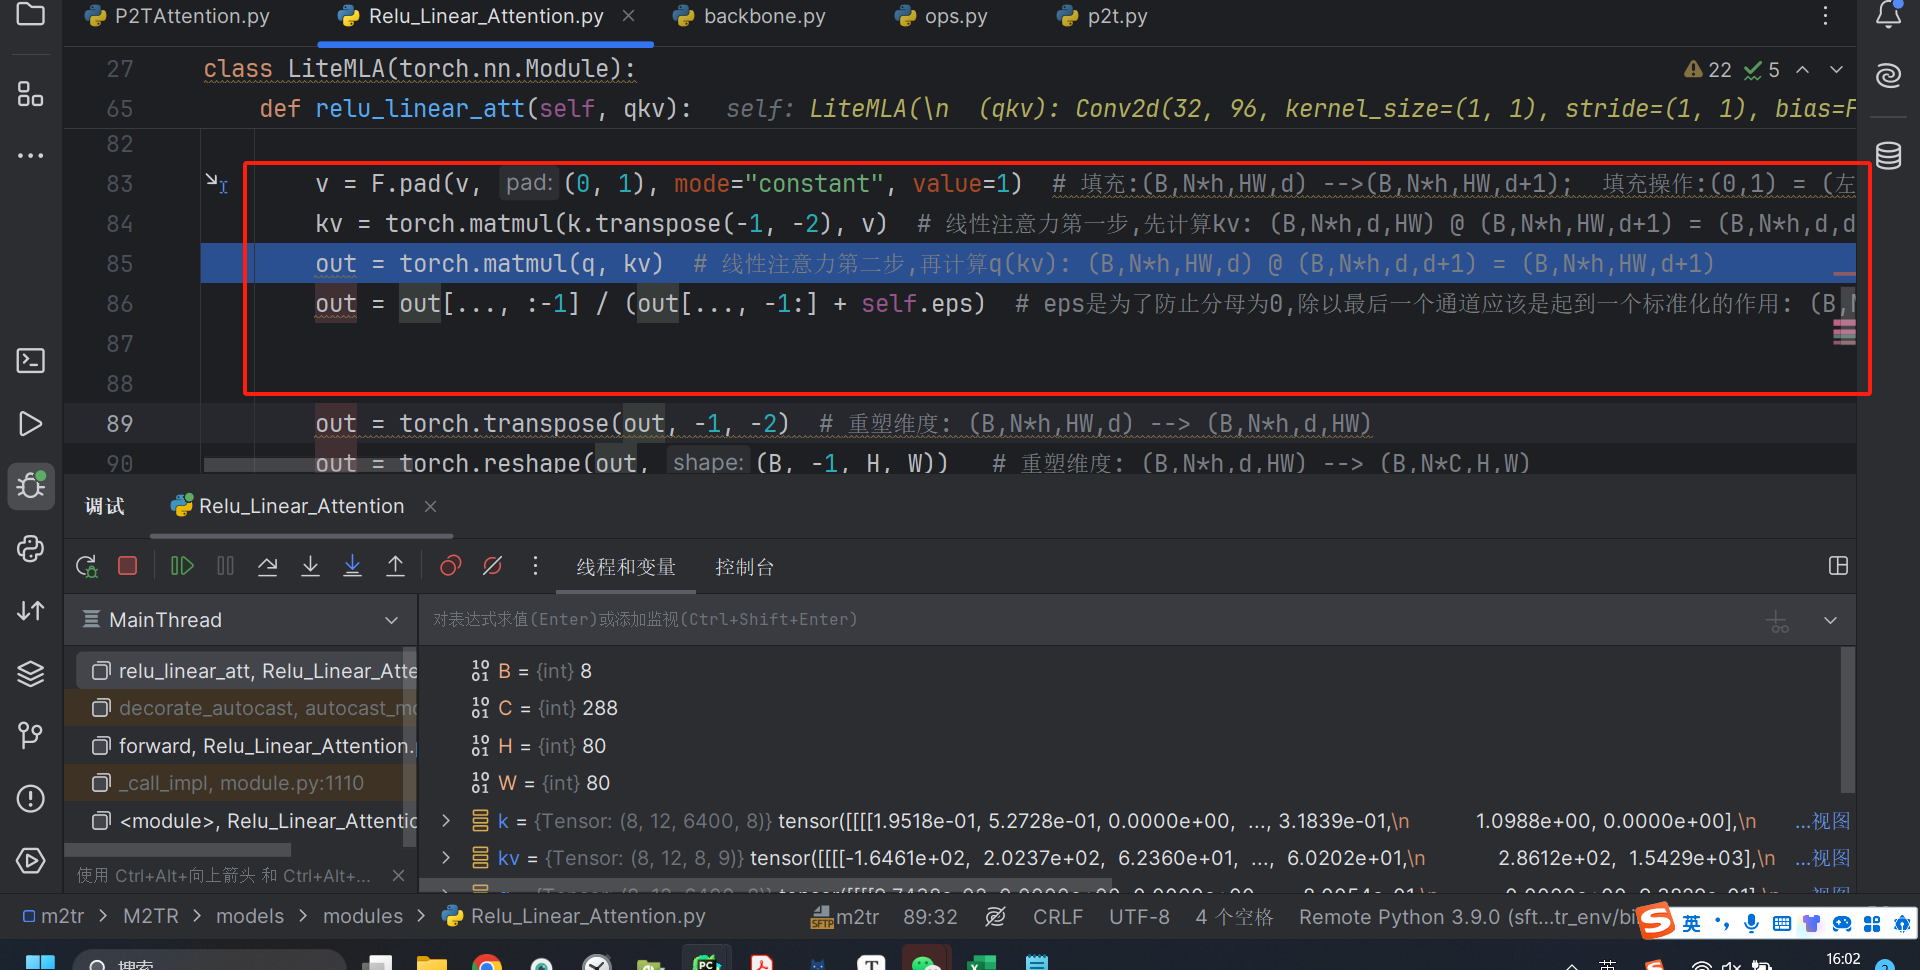 P2TAttention.py
Relu_Linear_Attention.py
backbone.py
ops.py
p2t.py
27 class LiteMLA(torch.nn.Module):
22 5
65 def relu_linear_att(self, qkv): self: LiteMLA(\n (qkv): Conv2d(32, 96, kernel_size=(1, 1), stride=(1, 1), bias=F
82
83 v = F.pad(v, pad: (0, 1), mode="constant", value=1) # 填充:(B,N*h,HW,d) -->(B,N*h,HW,d+1); 填充操作:(0,1) = (左
84 kv = torch.matmul(k.transpose(-1, -2), v) # 线性注意力第一步,先计算kv: (B,N*h,d,HW) @ (B,N*h,HW,d+1) = (B,N*h,d,d
85 out = torch.matmul(q, kv) # 线性注意力第二步,再计算q(kv): (B,N*h,HW,d) @ (B,N*h,d,d+1) = (B,N*h,HW,d+1)
86 out = out[..., :-1] / (out[..., -1:] + self.eps) # eps是为了防止分母为0,除以最后一个通道应该是起到一个标准化的作用: (B,N
87
88
89 out = torch.transpose(out, -1, -2) # 重塑维度: (B,N*h,HW,d) --> (B,N*h,d,HW)
90 out = torch.reshape(out, shape: (B, -1, H, W)) # 重塑维度: (B,N*h,d,HW) --> (B,N*C,H,W)
调试
Relu_Linear_Attention
线程和变量
控制台
MainThread
对表达式求值(Enter)或添加监视(Ctrl+Shift+Enter)
relu_linear_att, Relu_Linear_Atte
decorate_autocast, autocast_mo
forward, Relu_Linear_Attention.
_call_impl, module.py:1110
<module>, Relu_Linear_Attentio
使用 Ctrl+Alt+向上箭头 和 Ctrl+Alt+...
B = {int} 8
C = {int} 288
H = {int} 80
W = {int} 80
k = {Tensor: (8, 12, 6400, 8)} tensor([[[[1.9518e-01, 5.2728e-01, 0.0000e+00, ..., 3.1839e-01,\n 1.0988e+00, 0.0000e+00],\n ...视图
kv = {Tensor: (8, 12, 8, 9)} tensor([[[[-1.6461e+02, 2.0237e+02, 6.2360e+01, ..., 6.0202e+01,\n 2.8612e+02, 1.5429e+03],\n ...视图
m2tr > M2TR > models > modules > Relu_Linear_Attention.py
SFTP
m2tr
89:32
CRLF
UTF-8
4 个空格
Remote Python 3.9.0 (sft...tr_env/bi
英
搜索
PC
T
英
16:02